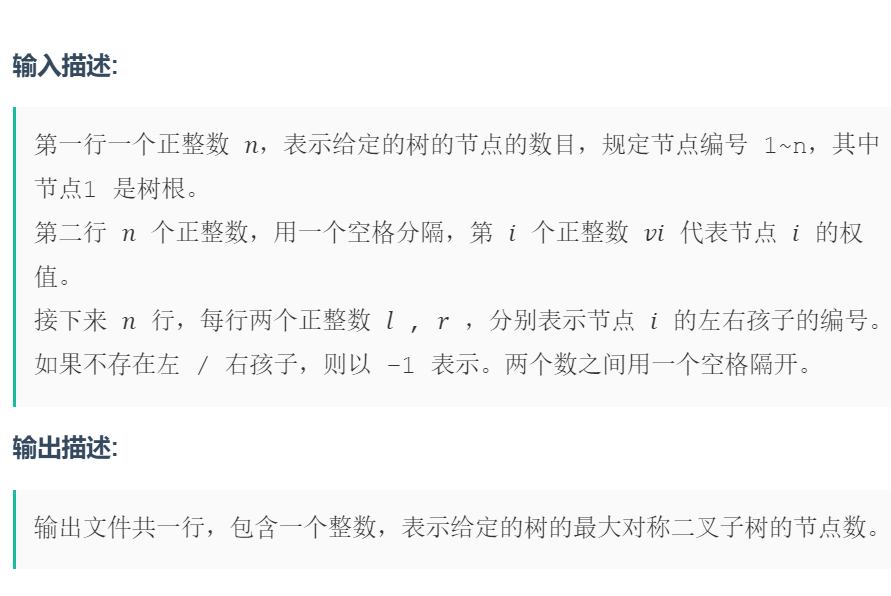 输入描述:
第一行一个正整数 n，表示给定的树的节点的数目，规定节点编号 1~n，其中
节点1 是树根。
第二行 n 个正整数，用一个空格分隔，第 i 个正整数 vi 代表节点 i 的权
值。
接下来 n 行，每行两个正整数 l , r ，分别表示节点 i 的左右孩子的编号。
如果不存在左 / 右孩子，则以 −1 表示。两个数之间用一个空格隔开。
输出描述:
输出文件共一行，包含一个整数，表示给定的树的最大对称二叉子树的节点数。